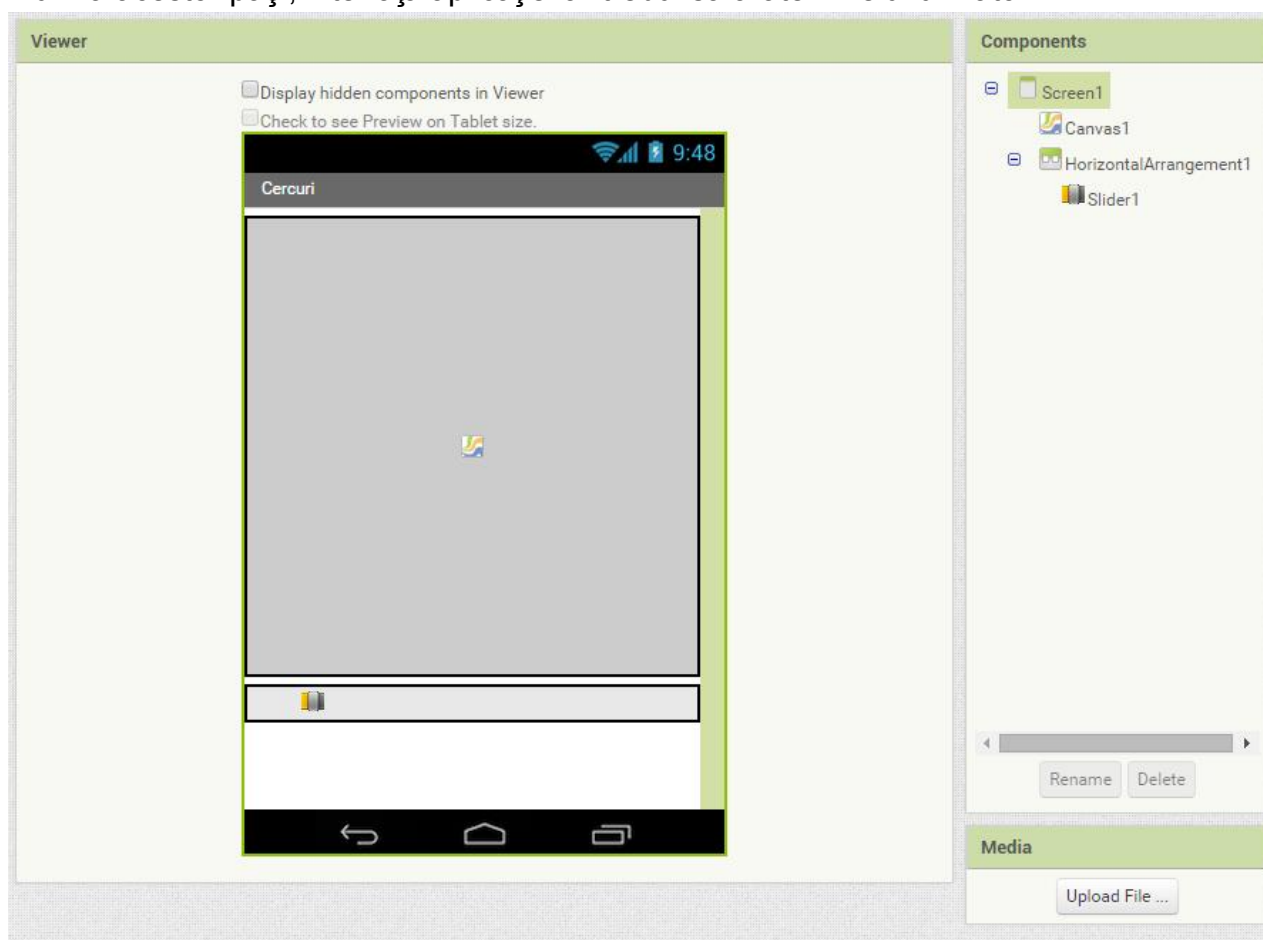 Viewer
Display hidden components in Viewer
Check to see Preview on Tablet size.
9:48
Cercuri
Components
Screen1
Canvas1
HorizontalArrangement1
Slider1
Rename Delete
Media
Upload File ...